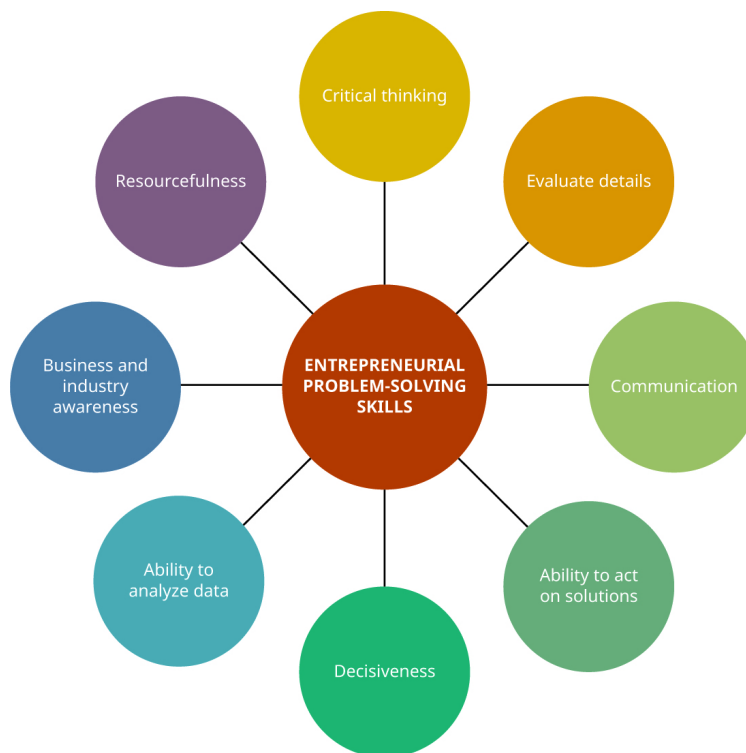 Critical thinking
Resourcefulness
Evaluate details
Business and
industry
awareness
ENTREPRENEURIAL
PROBLEM-SOLVING
SKILLS
Communication
Ability to
analyze data
Ability to act
on solutions
Decisiveness